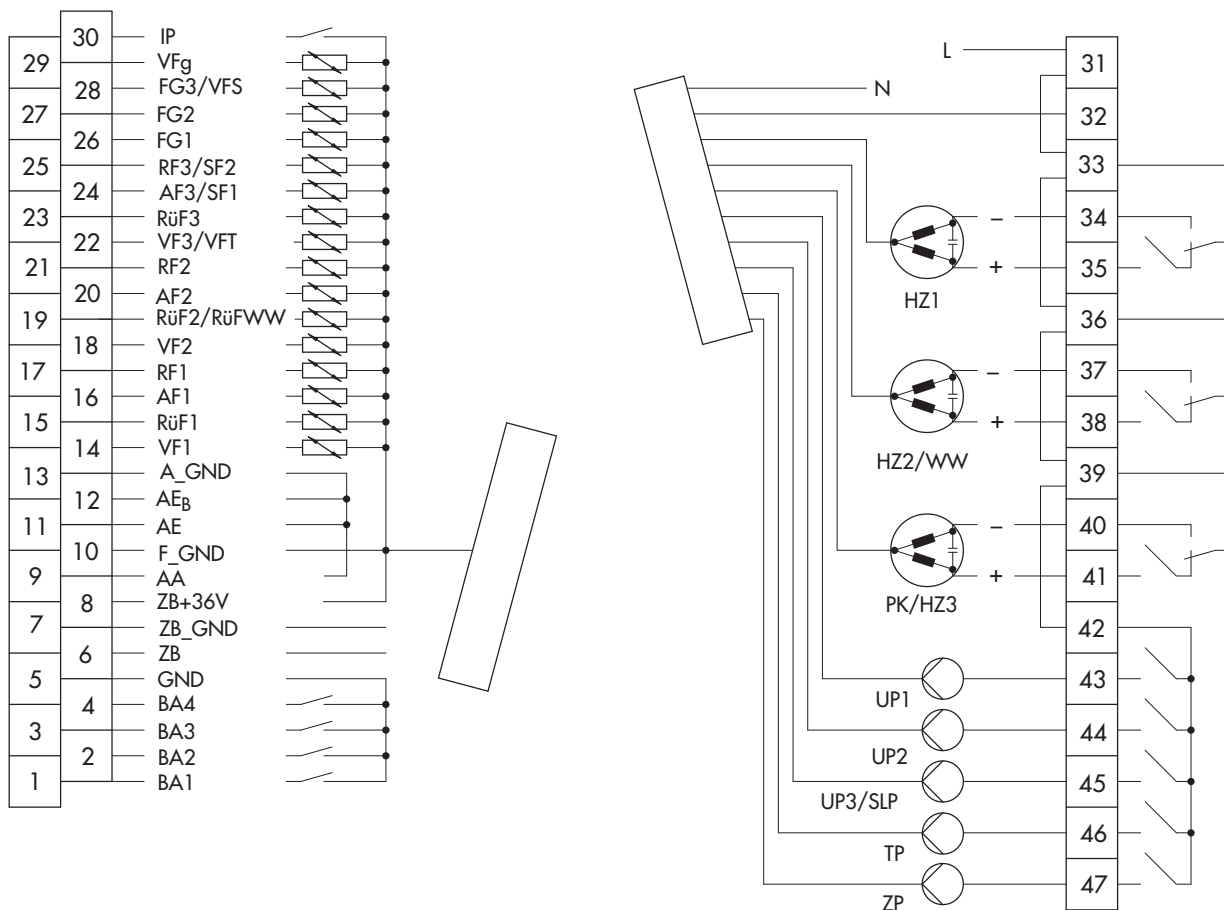 30 IP
29 VFg
28 FG3/VFS
27 FG2
26 FG1
25 RF3/SF2
24 AF3/SF1
23 RüF3
22 VF3/VFT
21 RF2
20 AF2
19 RüF2/RüFWW
18 VF2
17 RF1
16 AF1
15 RüF1
14 VF1
13 A_GND
12 AEB
11 AE
10 F_GND
9 AA
8 ZB+36V
7 ZB_GND
6 ZB
5 GND
4 BA4
3 BA3
2 BA2
1 BA1
L 31
N
32
33
– 34
+ 35
HZ1
36
– 37
+ 38
HZ2/WW
39
– 40
+ 41
PK/HZ3
42
UP1 43
UP2 44
UP3/SLP 45
TP 46
ZP 47